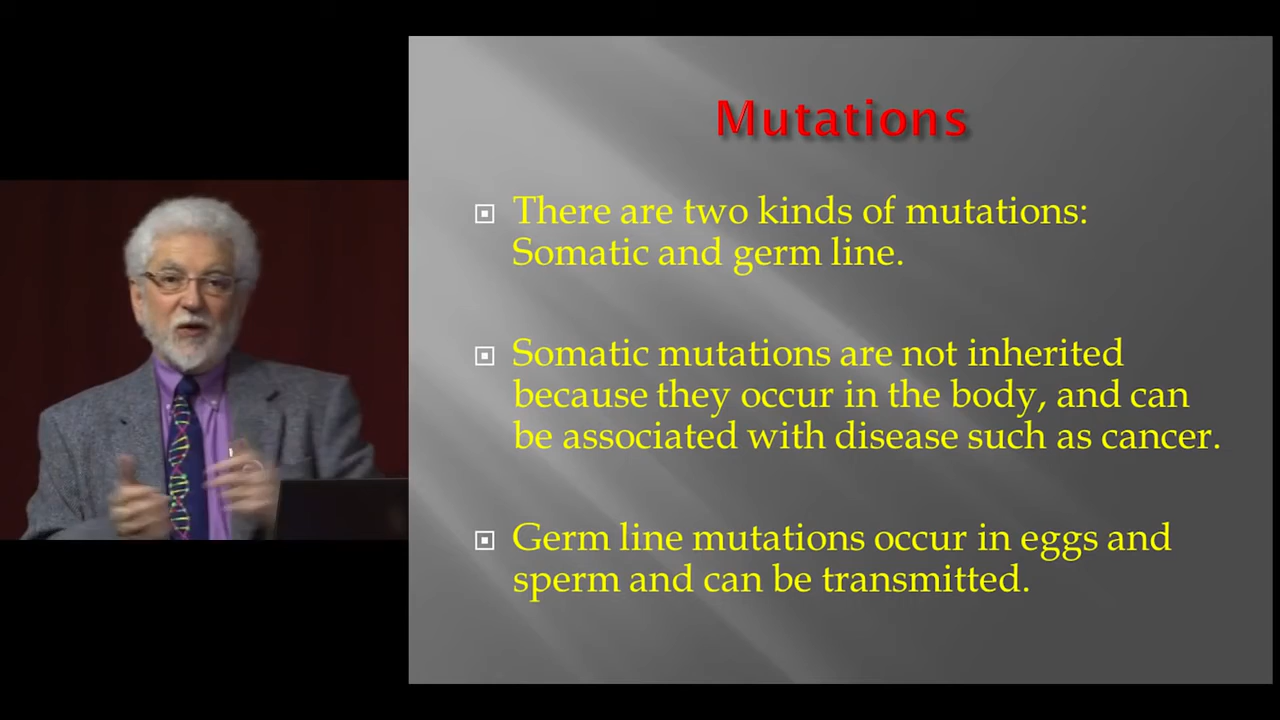 Mutations
There are two kinds of mutations:
Somatic and germ line.
Somatic mutations are not inherited
because they occur in the body, and can
be associated with disease such as cancer.
Germ line mutations occur in eggs and
sperm and can be transmitted.